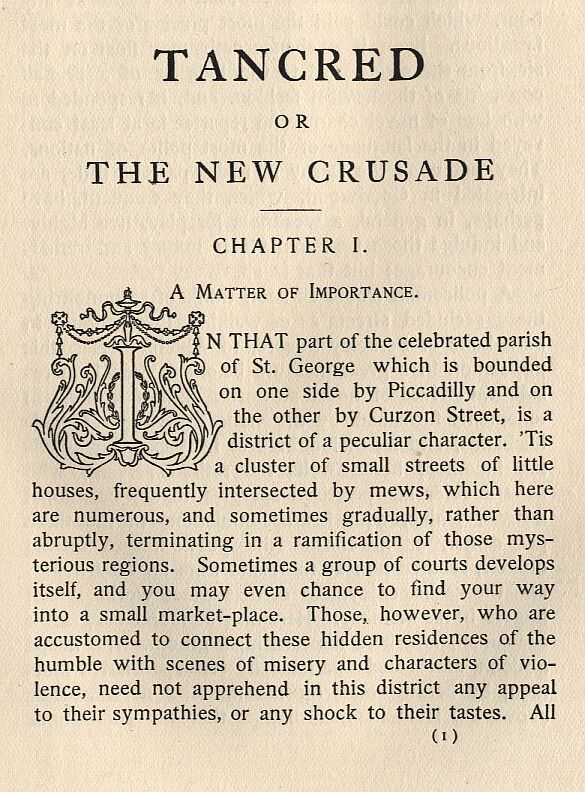 TANCRED
OR
THE NEW CRUSADE
CHAPTER I.
A MATTER OF IMPORTANCE.
IN THAT part of the celebrated parish
of St. George which is bounded
on one side by Piccadilly and on
the other by Curzon Street, is a
district of a peculiar character. 'Tis
a cluster of small streets of little
houses, frequently intersected by mews, which here
are numerous, and sometimes gradually, rather than
abruptly, terminating in a ramification of those mys-
terious regions. Sometimes a group of courts develops
itself, and you may even chance to find your way
into a small market-place. Those, however, who are
accustomed to connect these hidden residences of the
humble with scenes of misery and characters of vio-
lence, need not apprehend in this district any appeal
to their sympathies, or any shock to their tastes. All
(1)